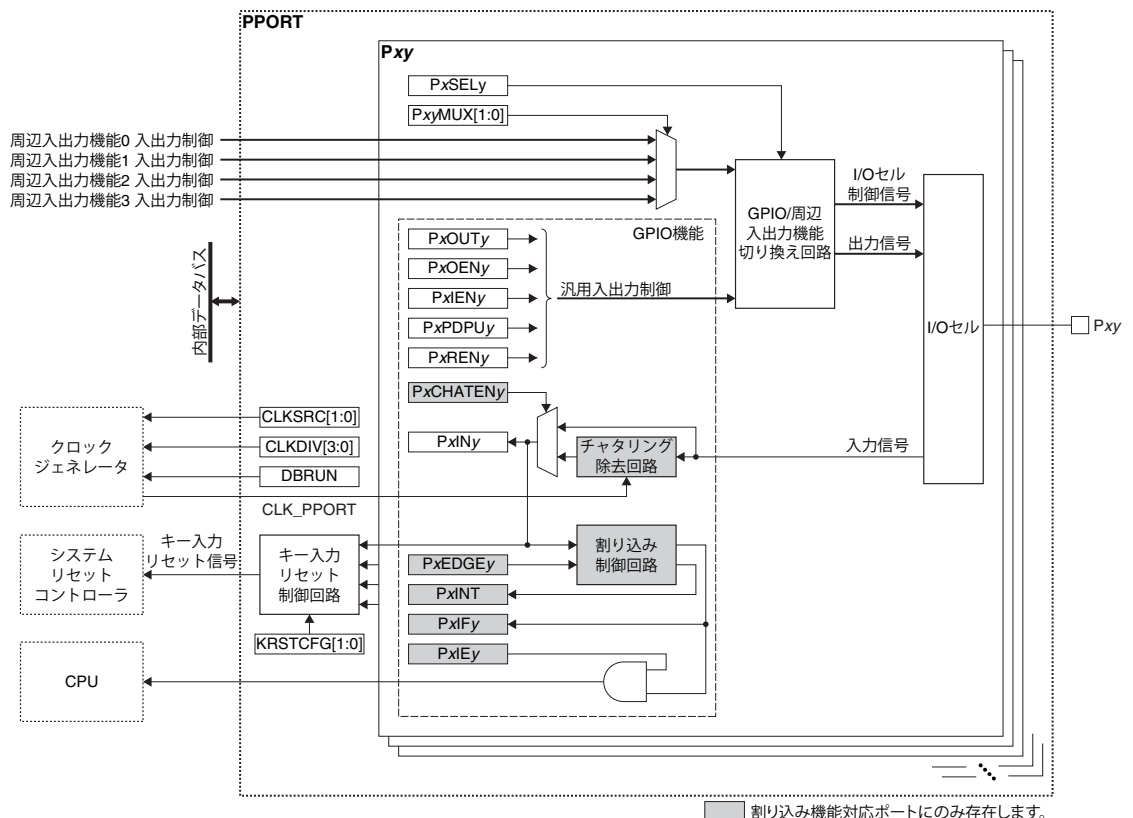 PPORT
Pxy
PxSELy
PxyMUX[1:0]
周辺入出力機能0 入出力制御
周辺入出力機能1 入出力制御
周辺入出力機能2 入出力制御
周辺入出力機能3 入出力制御
GPIO/周辺
入出力機能
切り換え回路
I/Oセル
制御信号
出力信号
I/Oセル
Pxy
GPIO機能
PxOUTy
PxOENy
PxIENy
PxPDPUy
PxRENy
汎用入出力制御
内部データバス
PxCHATENy
PxINy
チャタリング
除去回路
入力信号
クロック
ジェネレータ
CLKSRC[1:0]
CLKDIV[3:0]
DBRUN
CLK_PPORT
システム
リセット
コントローラ
キー入力
リセット信号
キー入力
リセット
制御回路
KRSTCFG[1:0]
割り込み
制御回路
PxEDGEy
PxINT
PxIFy
PxIEy
CPU
割り込み機能対応ポートにのみ存在します。